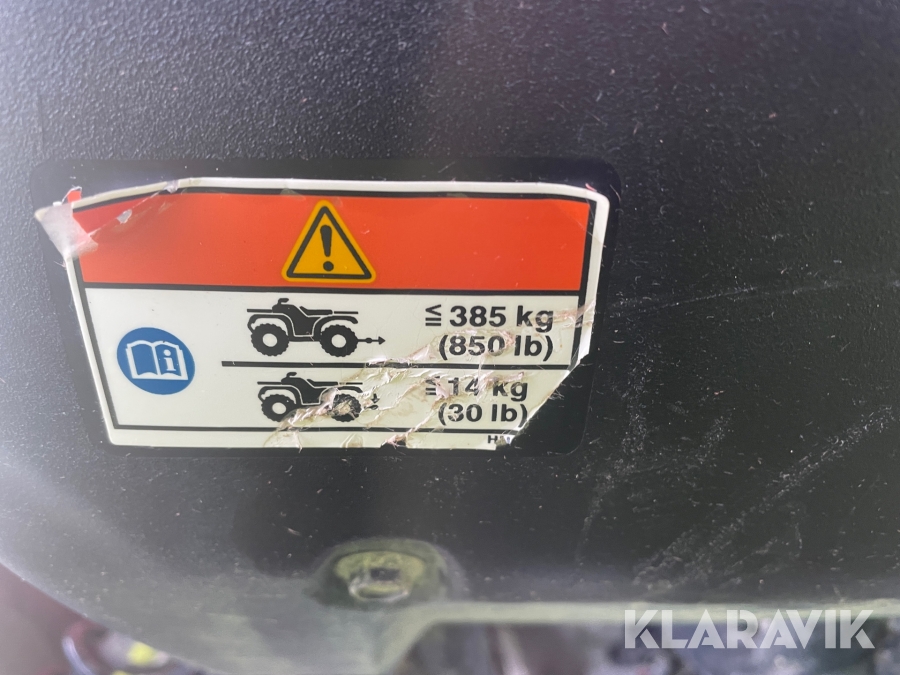 ≦ 385 kg
(850 lb)
≦ 14 kg
(30 lb)
KLARAVIK